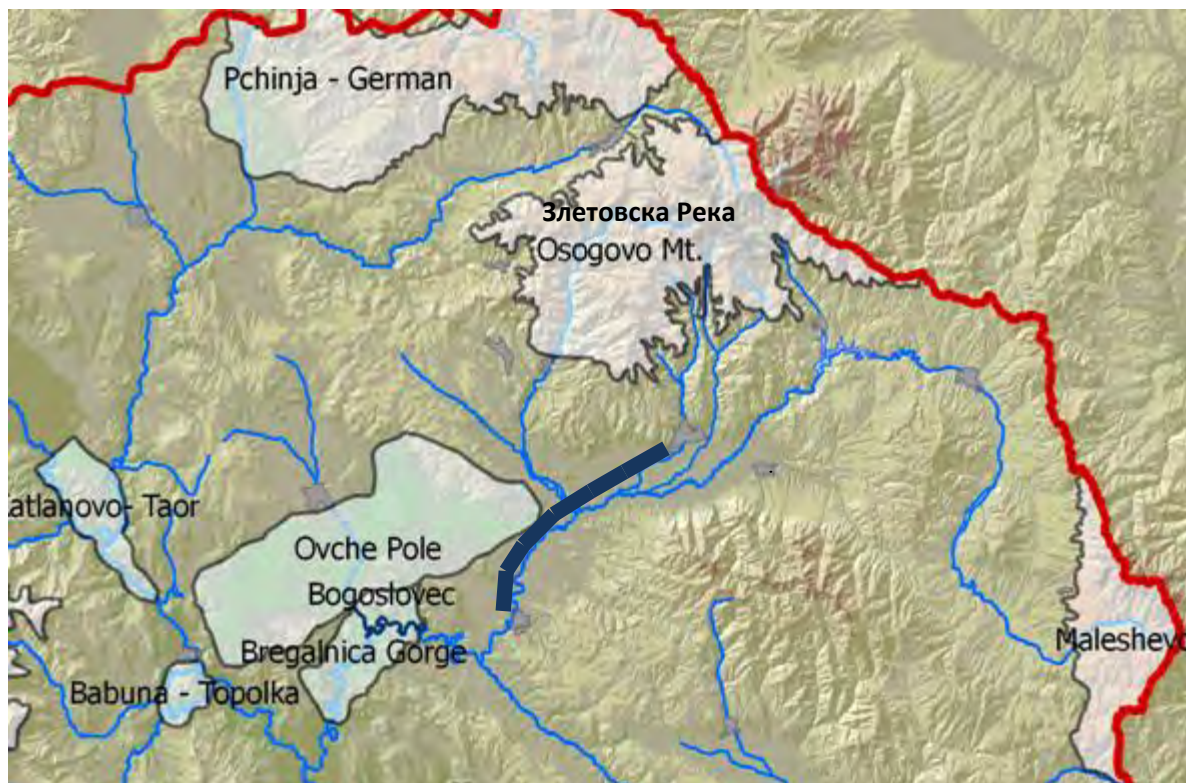 Pchinja - German
Злетовска Река
Osogovo Mt.
atlanovo- Taor
Ovche Pole
Bogoslovec
Bregalnica Gorge
Maleshevo
Babuna - Topolka